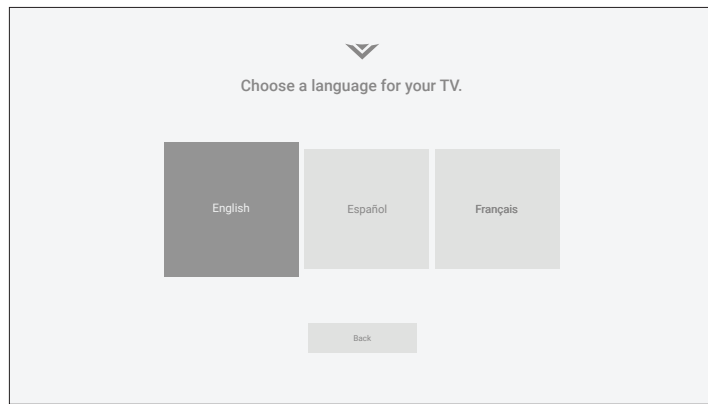 Choose a language for your TV.
English
Español
Français
Back